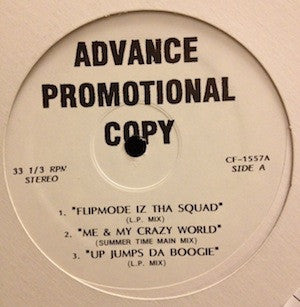 ADVANCE
PROMOTIONAL
COPY
33 1/3 RPM
STEREO
CF-1557A
SIDE A
1. "FLIPMODE IZ THA SQUAD"
(L.P. MIX)
2. "ME & MY CRAZY WORLD"
(SUMMER TIME MAIN MIX)
3. "UP JUMPS DA BOOGIE"
(L.P. MIX)